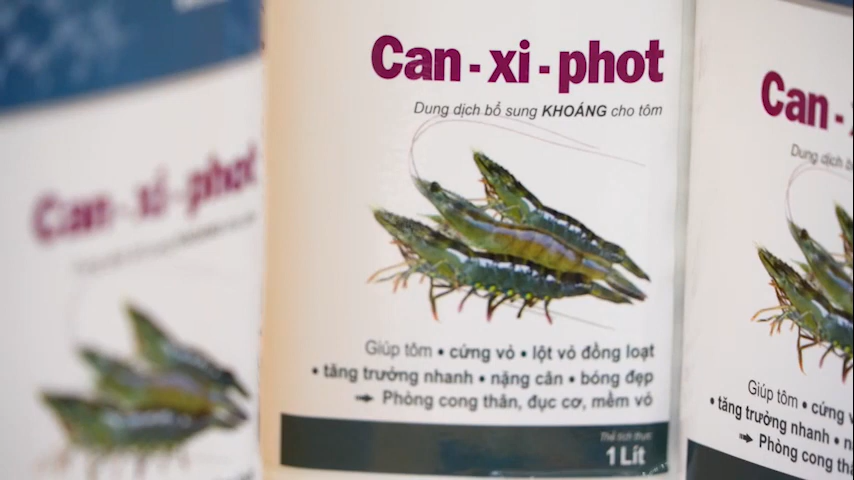 Can-xi-phot
Dung dịch bổ sung KHOÁNG cho tôm
Giúp tôm • cứng vỏ • lột vỏ đồng loạt
• tăng trưởng nhanh • nặng cân • bóng đẹp
➡ Phòng cong thân, đục cơ, mềm vỏ
Thể tích thực:
1 Lít
Can-xi-phot
Can-
Dung dịch b
Giúp tôm • cứng v
• tăng trưởng nhanh • n
➡ Phòng cong th